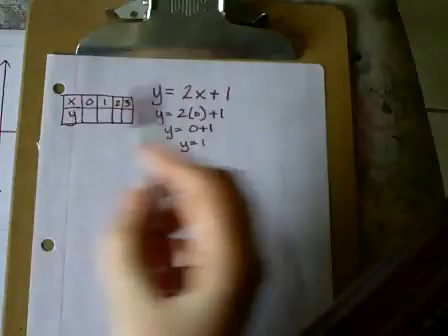 x 0 1 2 3
y
y = 2x+1
y = 2(0)+1
y = 0+1
y=1